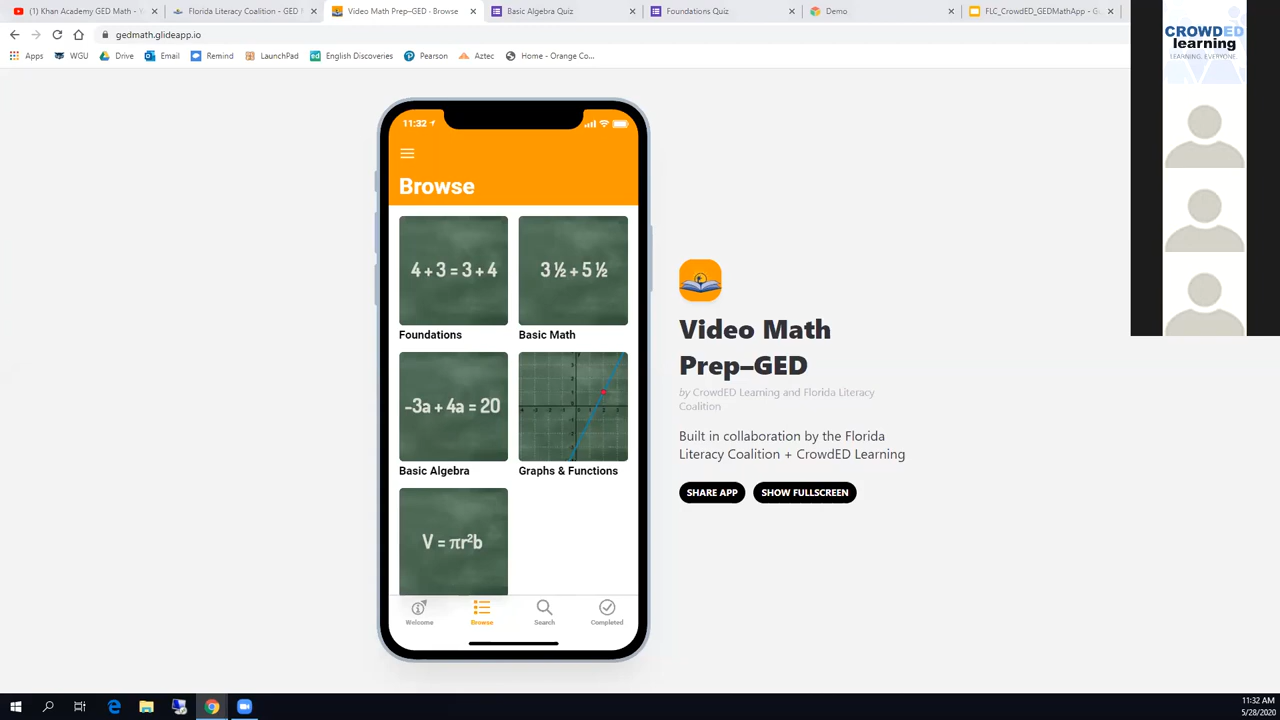 (1) Khan Academy GED Math -
Florida Literacy Coalition - GED M
Video Math Prep–GED · Browse
Basic Algebra Quiz
Foundations Quiz
Demo
FLC_CrowdED_GEDMathApp - Go
gedmath.glideapp.io
Apps
WGU
Drive
Email
Remind
LaunchPad
English Discoveries
Pearson
Aztec
Home - Orange Co...
CROWDED
learning
LEARNING. EVERYONE.
11:32
Browse
4 + 3 = 3 + 4
3 ½ + 5 ½
Foundations
Basic Math
-3a + 4a = 20
Basic Algebra
Graphs & Functions
V = πr²b
Welcome
Browse
Search
Completed
Video Math
Prep–GED
by CrowdED Learning and Florida Literacy
Coalition
Built in collaboration by the Florida
Literacy Coalition + CrowdED Learning
SHARE APP
SHOW FULLSCREEN
11:32 AM
5/28/2020